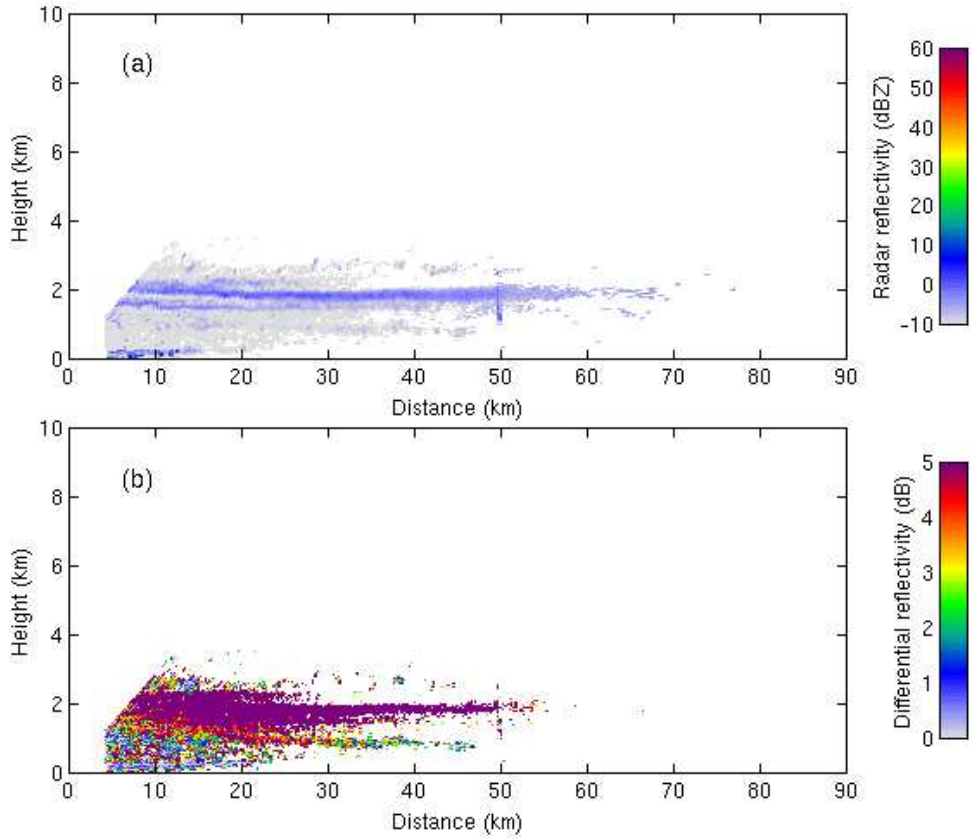 10
8
6
4
2
0
Height (km)
(a)
0 10 20 30 40 50 60 70 80 90
Distance (km)
60
50
40
30
20
10
0
-10
Radar reflectivity (dBZ)
10
8
6
4
2
0
Height (km)
(b)
0 10 20 30 40 50 60 70 80 90
Distance (km)
5
4
3
2
1
0
Differential reflectivity (dB)